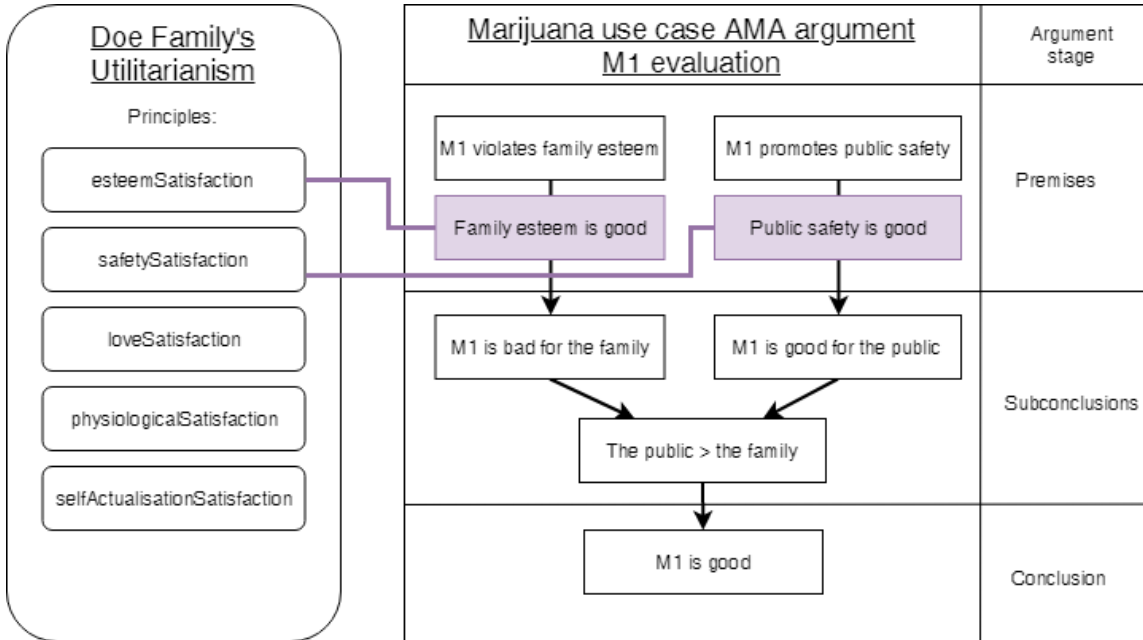 Doe Family's
Utilitarianism
Principles:
esteemSatisfaction
safetySatisfaction
loveSatisfaction
physiologicalSatisfaction
selfActualisationSatisfaction
Marijuana use case AMA argument
M1 evaluation
Argument
stage
M1 violates family esteem
M1 promotes public safety
Premises
Family esteem is good
Public safety is good
M1 is bad for the family
M1 is good for the public
Subconclusions
The public > the family
M1 is good
Conclusion